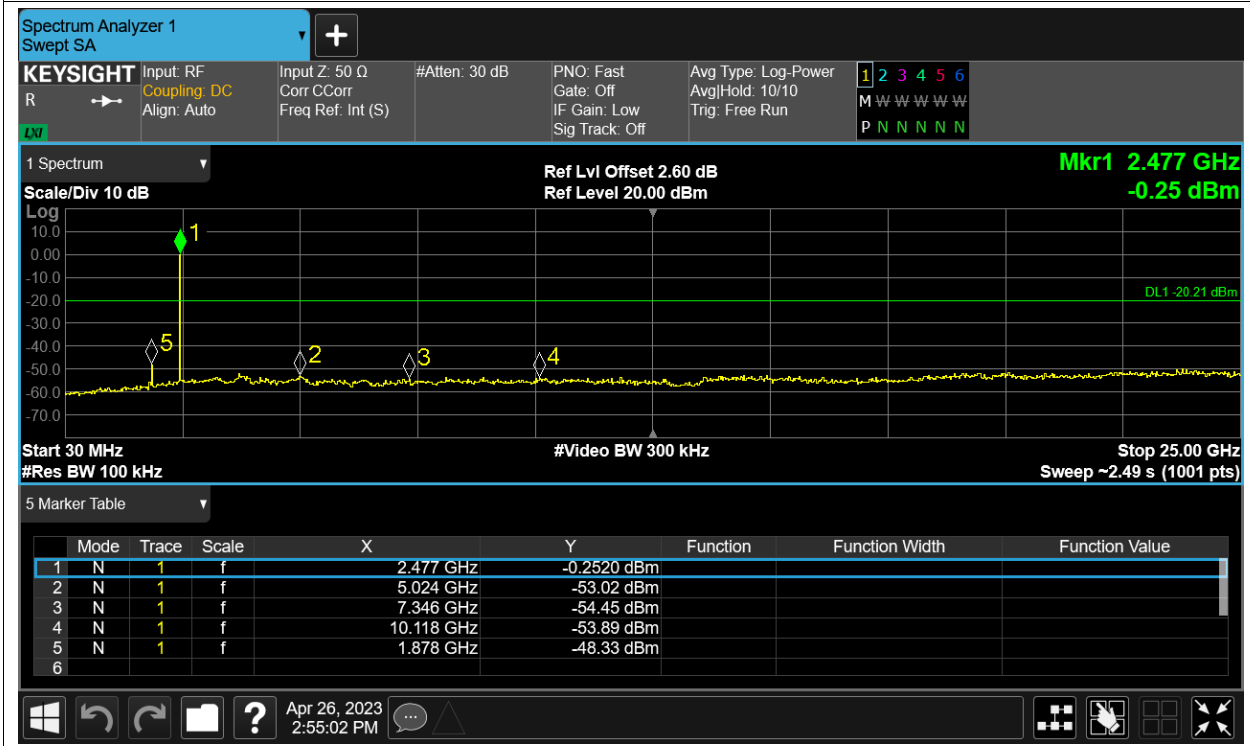 Spectrum Analyzer 1
Swept SA
+
KEYSIGHT
R
LXI
Input: RF
Coupling: DC
Align: Auto
Input Z: 50 Ω
Corr CCorr
Freq Ref: Int (S)
#Atten: 30 dB
PNO: Fast
Gate: Off
IF Gain: Low
Sig Track: Off
Avg Type: Log-Power
Avg|Hold: 10/10
Trig: Free Run
1 2 3 4 5 6
M W W W W W
P N N N N N
1 Spectrum
Scale/Div 10 dB
Ref Lvl Offset 2.60 dB
Ref Level 20.00 dBm
Mkr1 2.477 GHz
-0.25 dBm
Log
10.0
0.00
-10.0
-20.0
-30.0
-40.0
-50.0
-60.0
-70.0
1
5
2
3
4
DL1 -20.21 dBm
Start 30 MHz
#Video BW 300 kHz
Stop 25.00 GHz
#Res BW 100 kHz
Sweep ~2.49 s (1001 pts)
5 Marker Table
Mode Trace Scale X Y Function Function Width Function Value
1 N 1 f 2.477 GHz -0.2520 dBm
2 N 1 f 5.024 GHz -53.02 dBm
3 N 1 f 7.346 GHz -54.45 dBm
4 N 1 f 10.118 GHz -53.89 dBm
5 N 1 f 1.878 GHz -48.33 dBm
6
?
Apr 26, 2023
2:55:02 PM